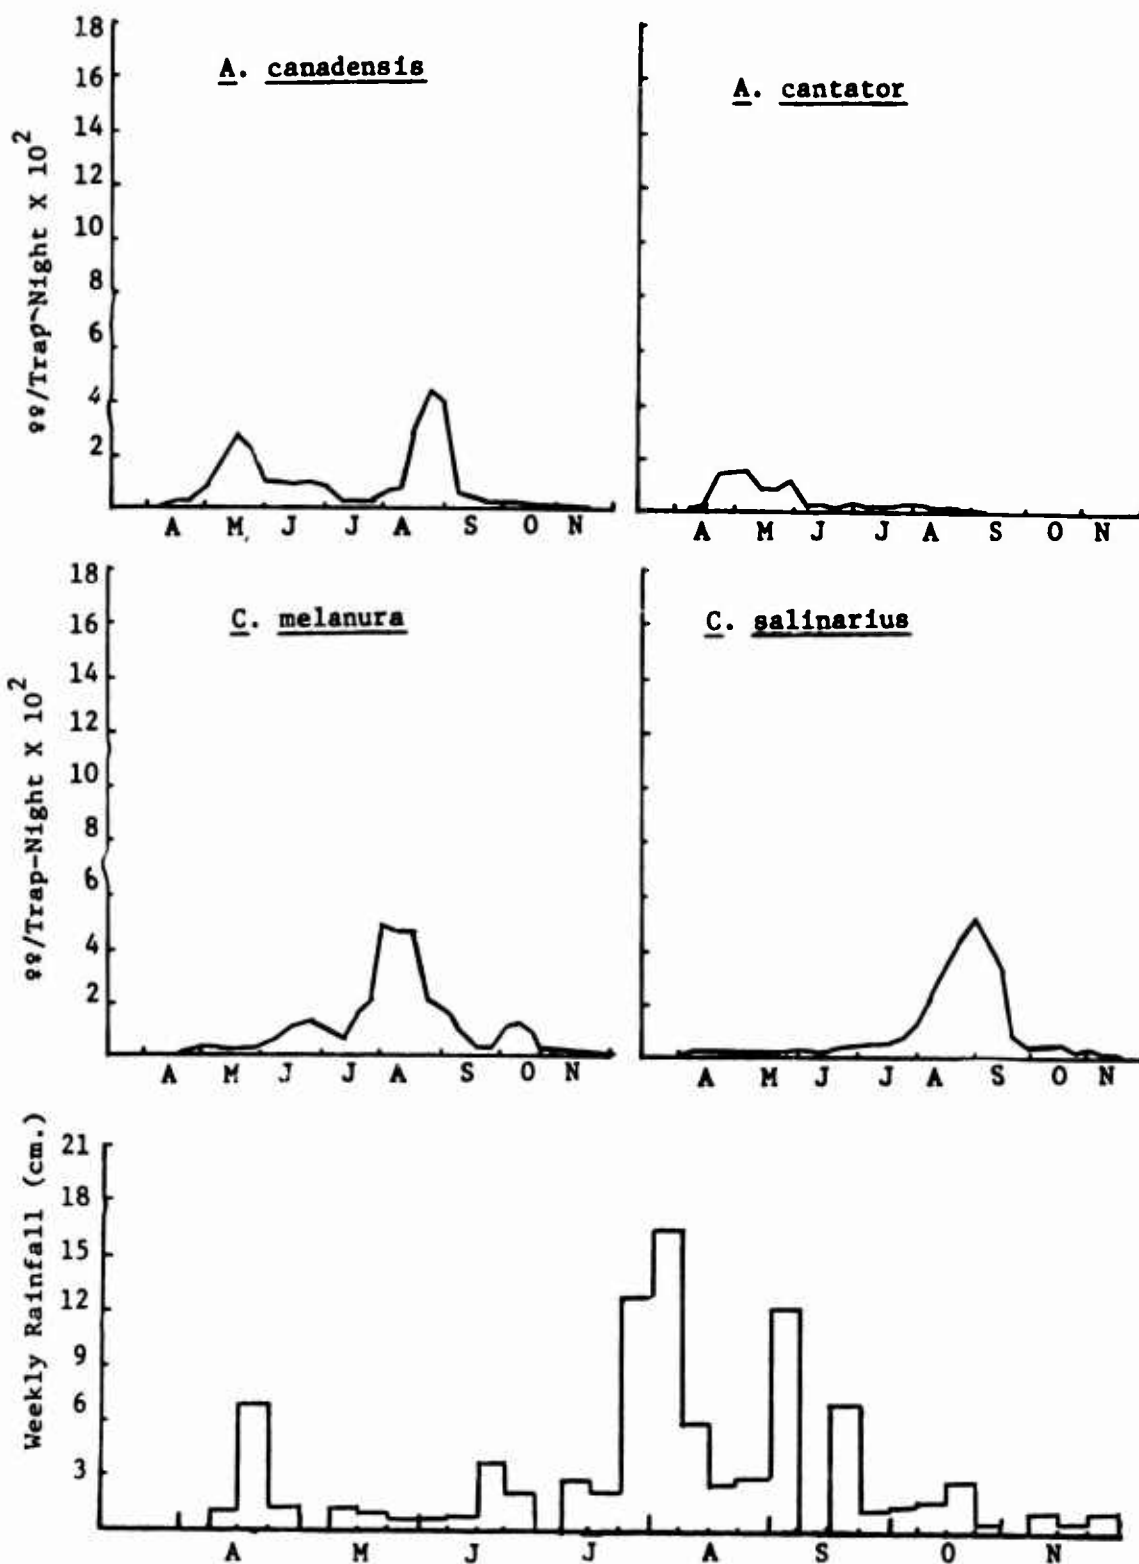 A. canadensis
A. cantator
♀♀/Trap-Night X 10²
18
16
14
12
10
8
6
4
2
A M J J A S O N
A M J J A S O N
C. melanura
C. salinarius
♀♀/Trap-Night X 10²
18
16
14
12
10
8
6
4
2
A M J J A S O N
A M J J A S O N
Weekly Rainfall (cm.)
21
18
15
12
9
6
3
A M J J A S O N